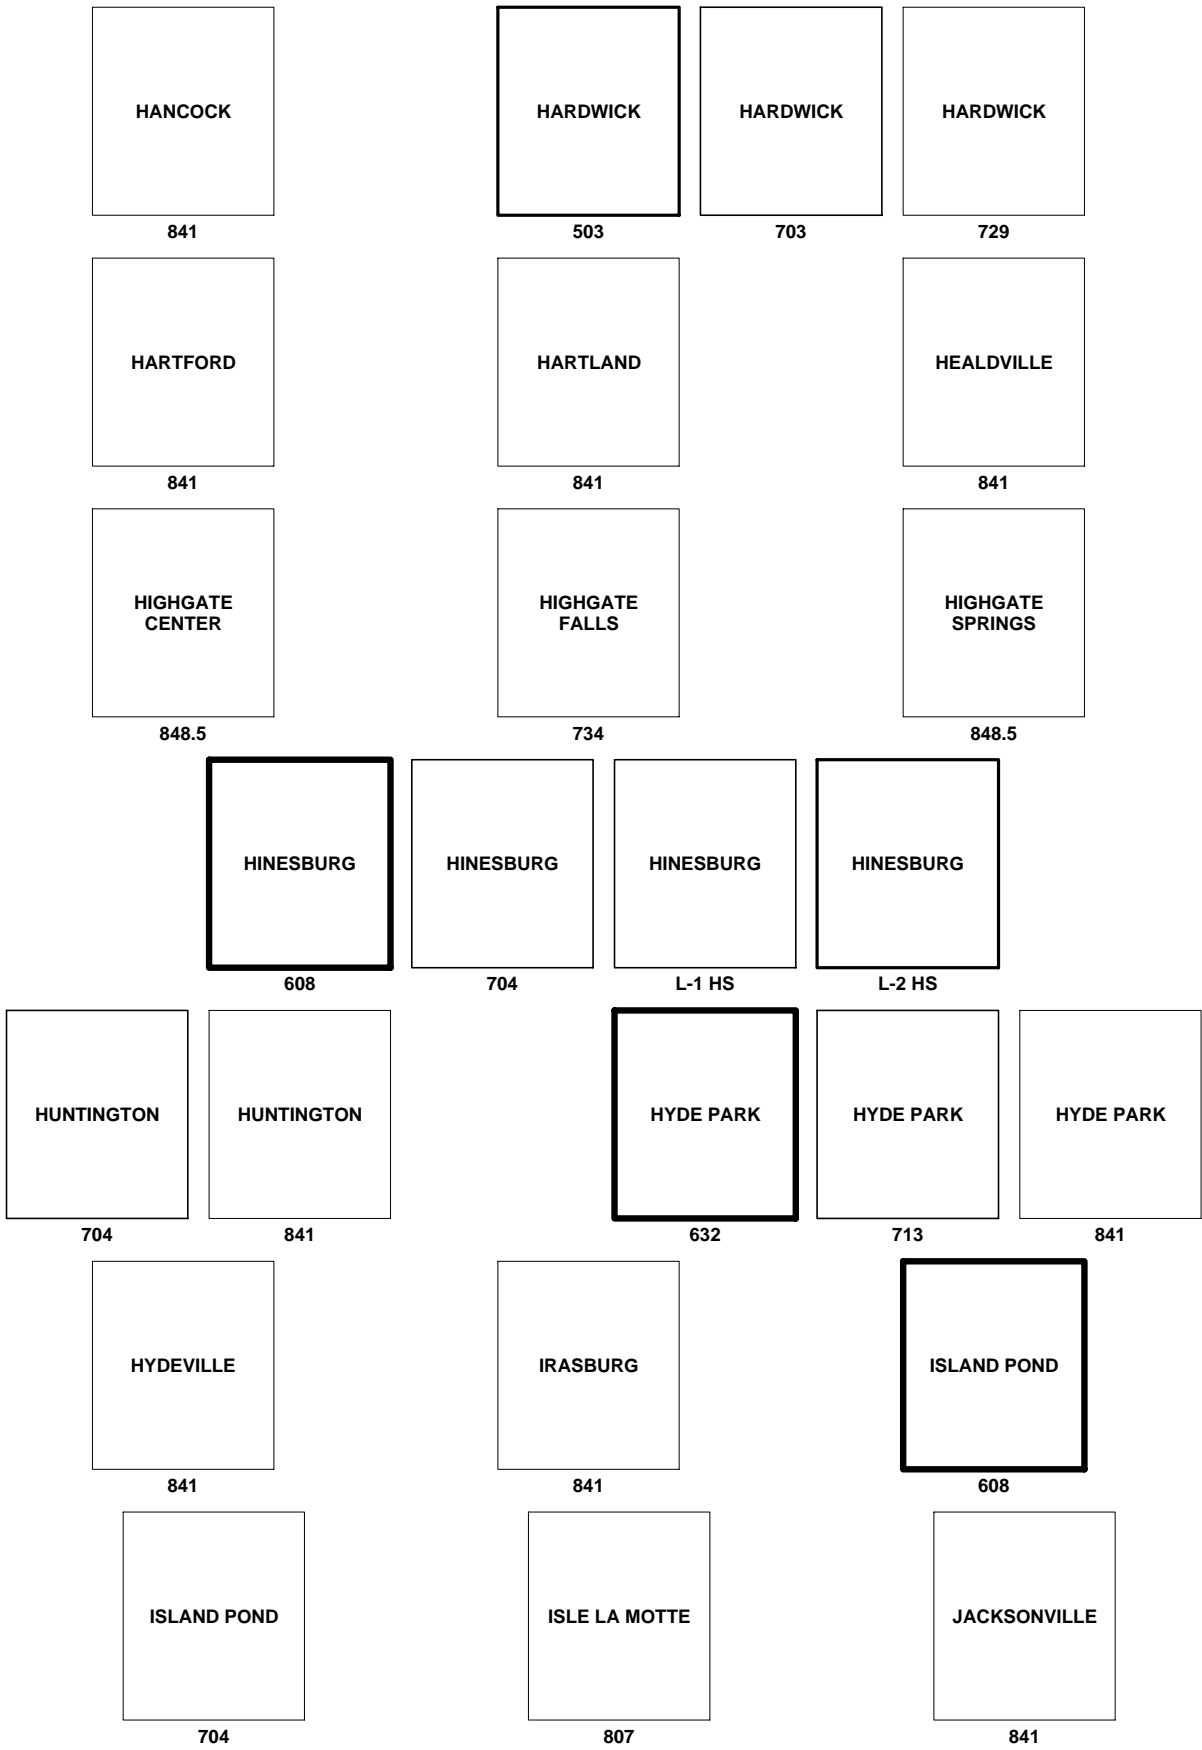 HANCOCK
841
HARDWICK
503
HARDWICK
703
HARDWICK
729
HARTFORD
841
HARTLAND
841
HEALDVILLE
841
HIGHGATE
CENTER
848.5
HIGHGATE
FALLS
734
HIGHGATE
SPRINGS
848.5
HINESBURG
608
HINESBURG
704
HINESBURG
L-1 HS
HINESBURG
L-2 HS
HUNTINGTON
704
HUNTINGTON
841
HYDE PARK
632
HYDE PARK
713
HYDE PARK
841
HYDEVILLE
841
IRASBURG
841
ISLAND POND
608
ISLAND POND
704
ISLE LA MOTTE
807
JACKSONVILLE
841